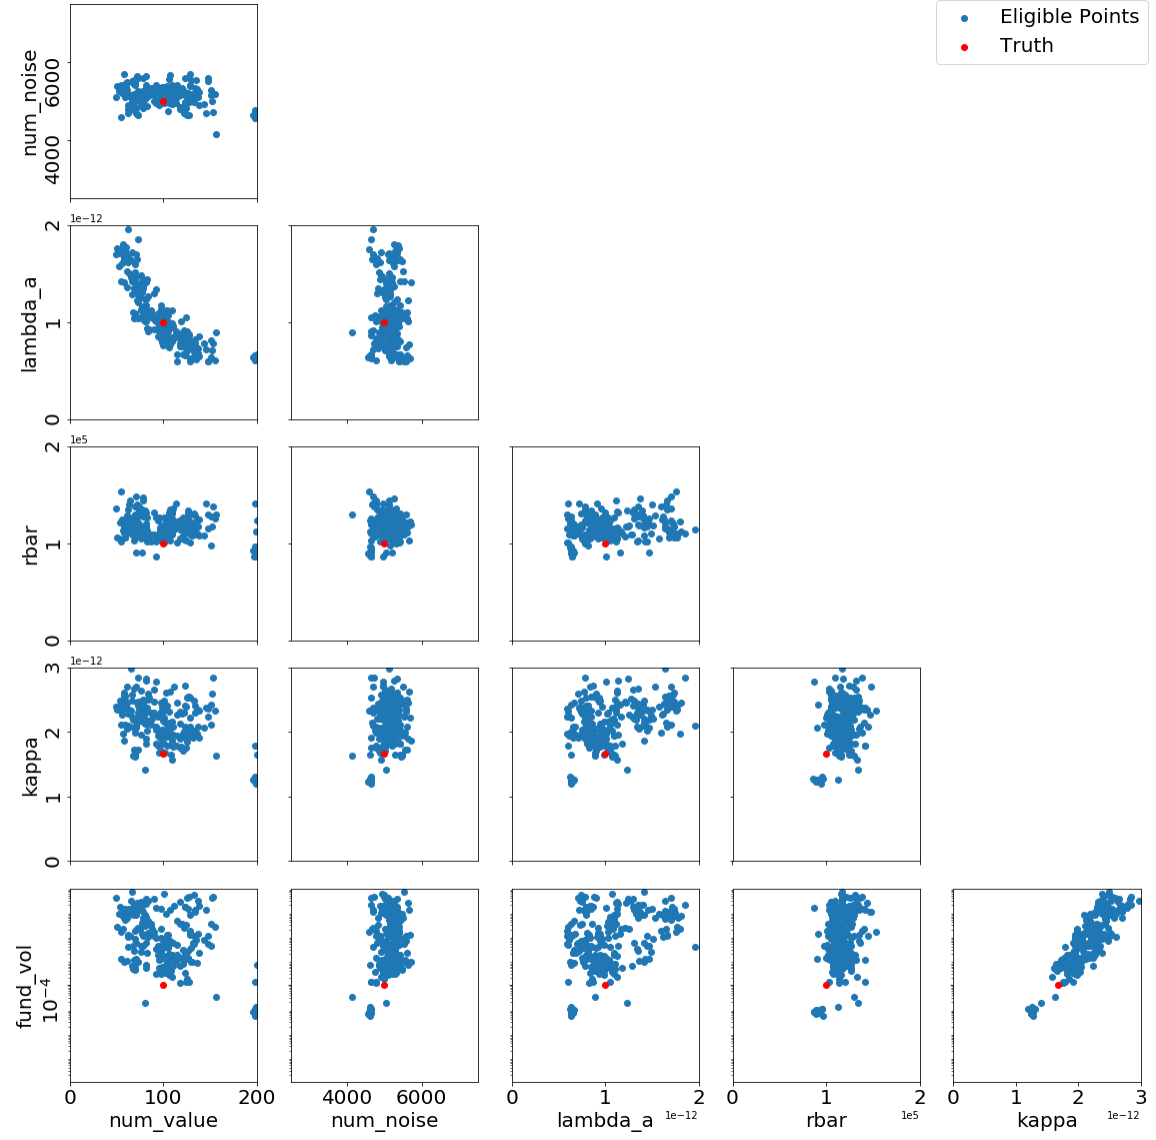 Eligible Points
Truth
num_noise
6000
4000
1e−12
lambda_a
2
1
0
1e5
rbar
2
1
0
1e−12
kappa
3
2
1
0
fund_vol
10−4
0 100 200 4000 6000 0 1 2 0 1 2 0 1 2 3
num_value num_noise lambda_a 1e−12 rbar 1e5 kappa 1e−12